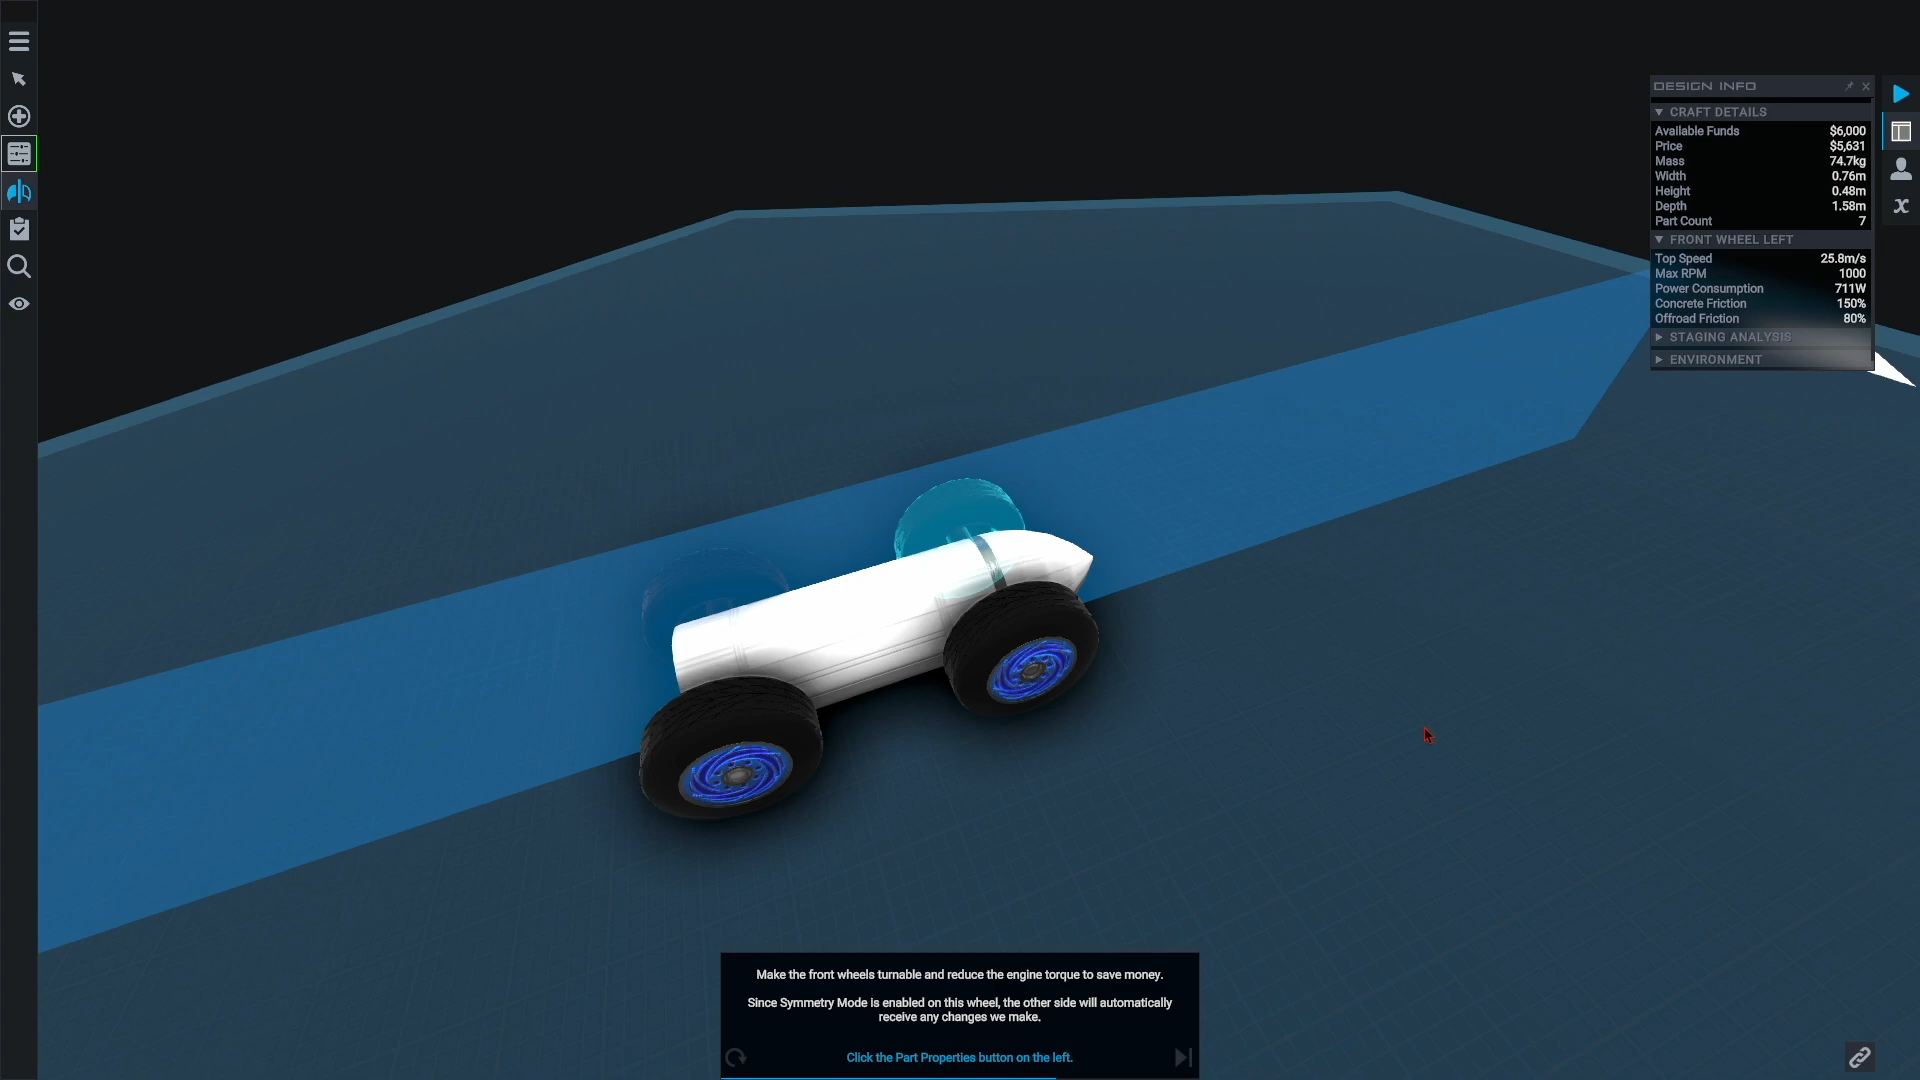 DESIGN INFO
CRAFT DETAILS
Available Funds $6,000
Price $5,631
Mass 74.7kg
Width 0.76m
Height 0.48m
Depth 1.58m
Part Count 7
FRONT WHEEL LEFT
Top Speed 25.8m/s
Max RPM 1000
Power Consumption 711W
Concrete Friction 150%
Offroad Friction 80%
STAGING ANALYSIS
ENVIRONMENT
Make the front wheels turnable and reduce the engine torque to save money.
Since Symmetry Mode is enabled on this wheel, the other side will automatically
receive any changes we make.
Click the Part Properties button on the left.